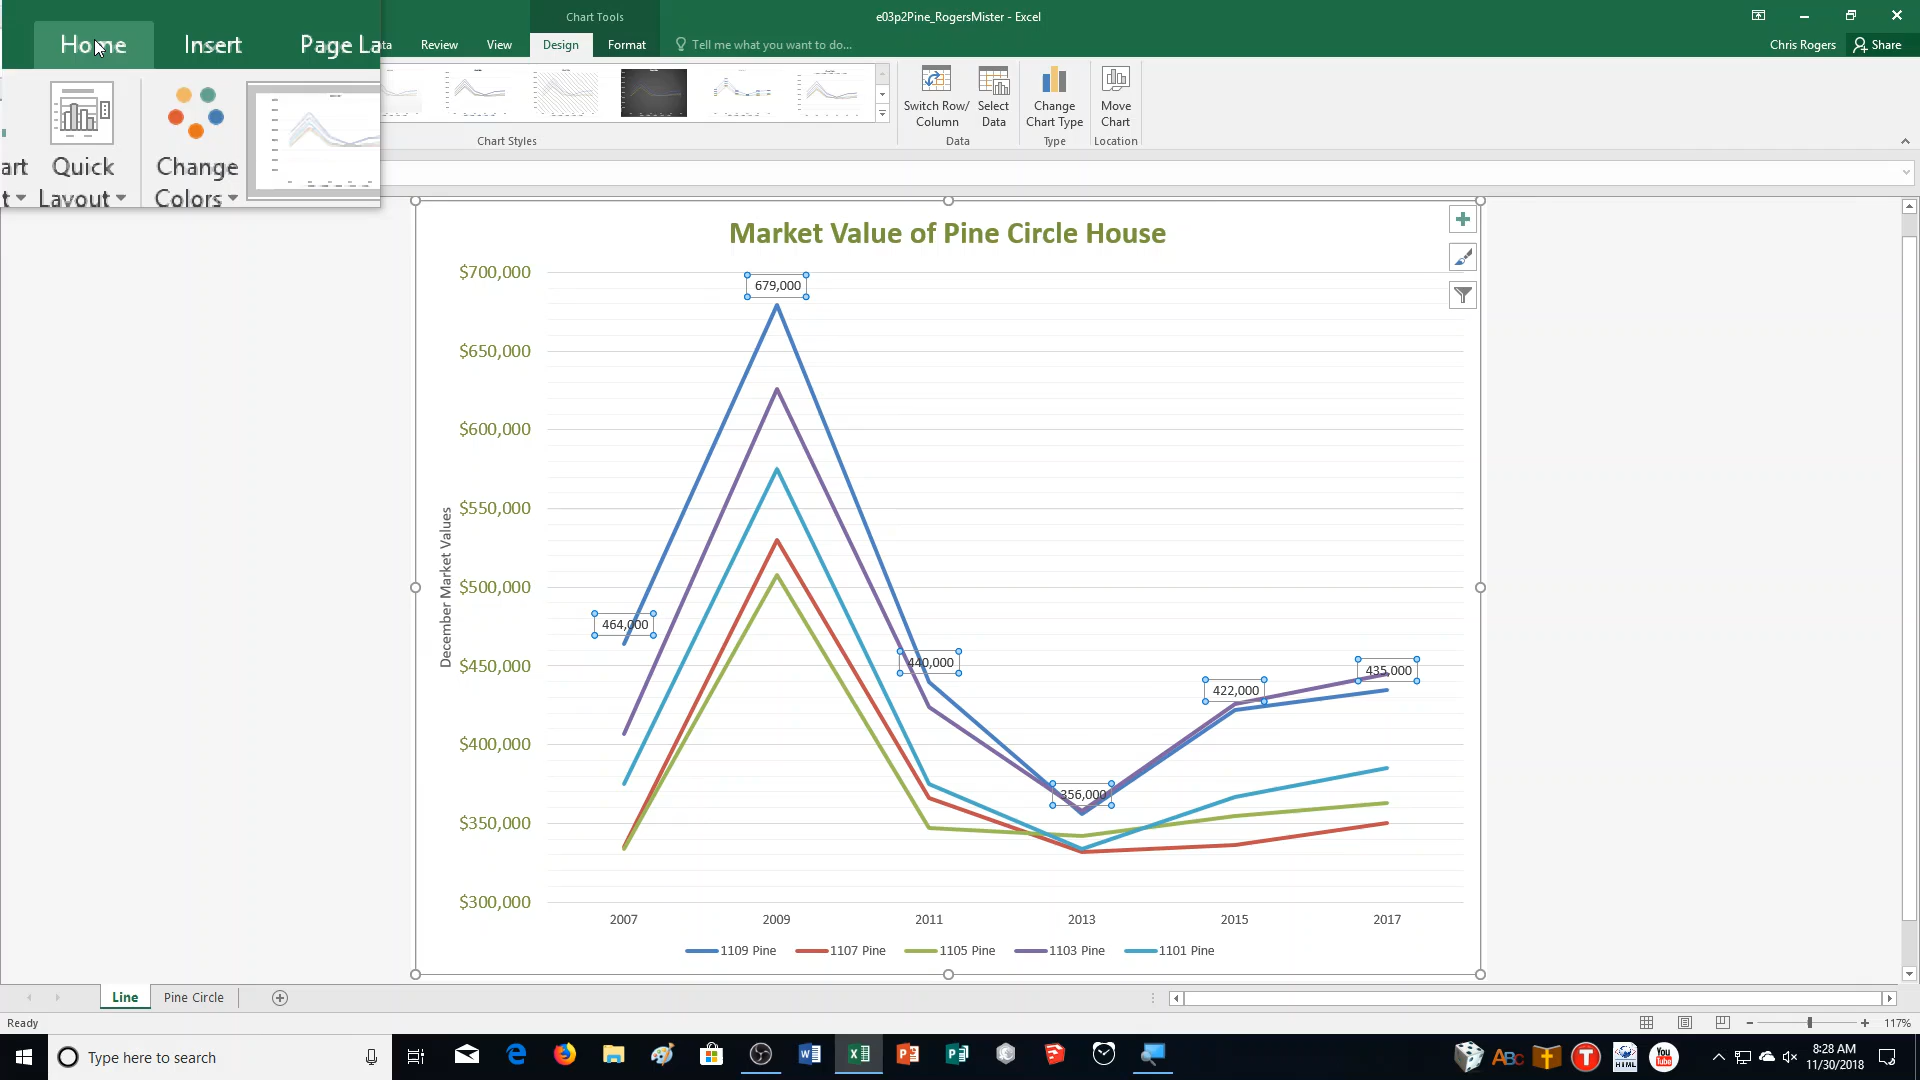 Chart Tools
e03p2Pine_RogersMister - Excel
Home
Insert
Page La
ta
Review
View
Design
Format
Tell me what you want to do...
Chris Rogers
Share
art
t
Quick
Layout
Change
Colors
Switch Row/
Column
Select
Data
Change
Chart Type
Move
Chart
Chart Styles
Data
Type
Location
Market Value of Pine Circle House
December Market Values
$700,000
$650,000
$600,000
$550,000
$500,000
$450,000
$400,000
$350,000
$300,000
679,000
464,000
440,000
356,000
422,000
435,000
2007
2009
2011
2013
2015
2017
1109 Pine
1107 Pine
1105 Pine
1103 Pine
1101 Pine
Line
Pine Circle
Ready
117%
Type here to search
8:28 AM
11/30/2018
ABC
HTML
You
Tube